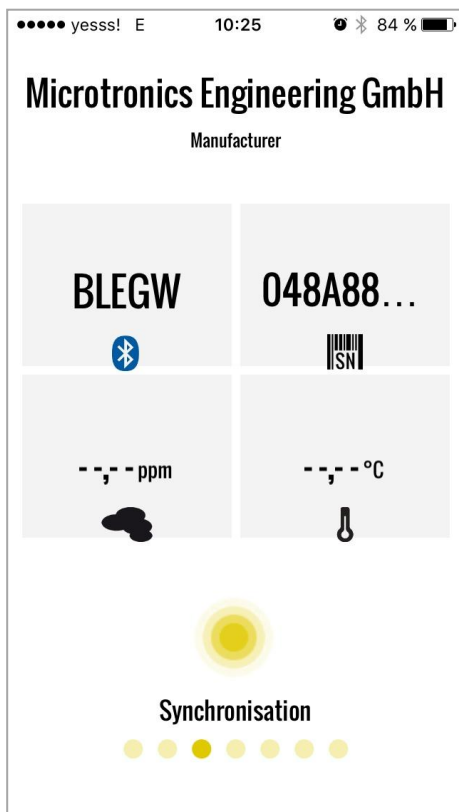 yesss! E 10:25 84 %
Microtronics Engineering GmbH
Manufacturer
BLEGW 048A88...
SN
--,-- ppm --,-- °C
Synchronisation